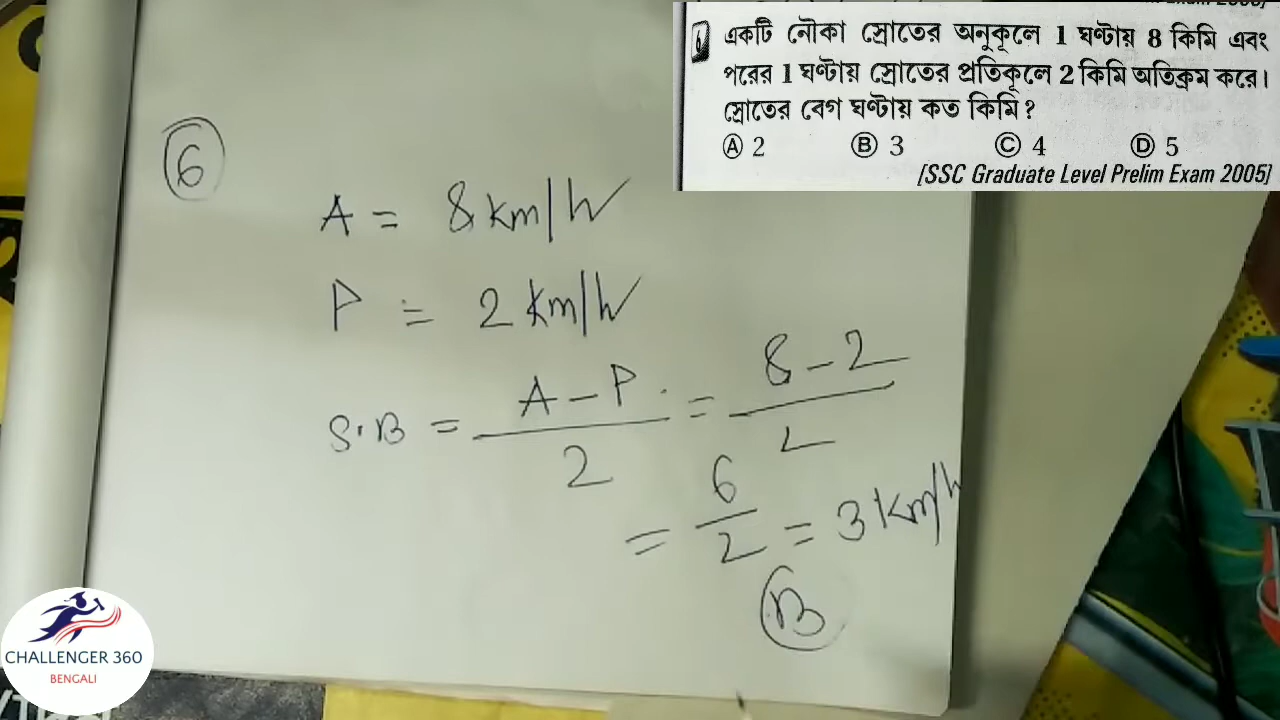 6 একটি নৌকা স্রোতের অনুকূলে 1 ঘণ্টায় 8 কিমি এবং
পরের 1 ঘণ্টায় স্রোতের প্রতিকূলে 2 কিমি অতিক্রম করে।
স্রোতের বেগ ঘণ্টায় কত কিমি?
Ⓐ 2 Ⓑ 3 Ⓒ 4 Ⓓ 5
[SSC Graduate Level Prelim Exam 2005]
6
A = 8 km/h
P = 2 km/h
S.B = A - P / 2 = 8 - 2 / 2
= 6/2 = 3 km/h
B
CHALLENGER 360
BENGALI